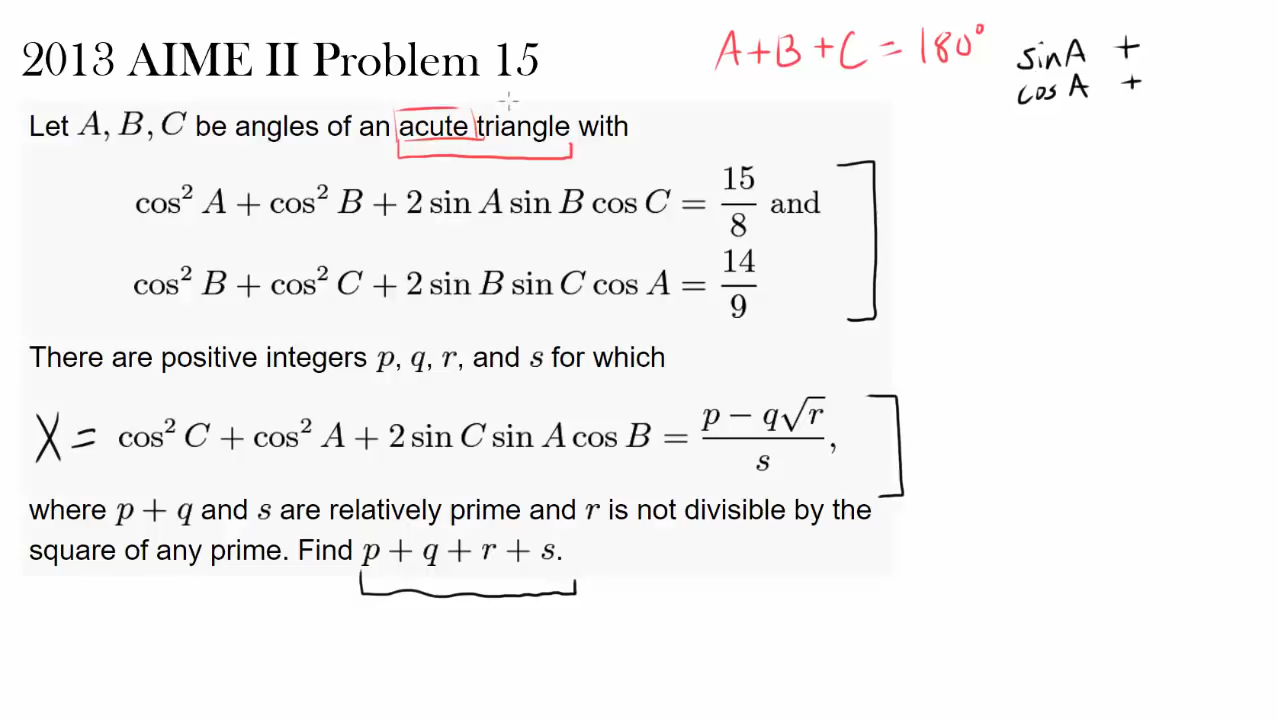 2013 AIME II Problem 15
A+B+C = 180°
sin A +
cos A +
Let A, B, C be angles of an acute triangle with
cos² A + cos² B + 2 sin A sin B cos C = 15/8 and
cos² B + cos² C + 2 sin B sin C cos A = 14/9
There are positive integers p, q, r, and s for which
X = cos² C + cos² A + 2 sin C sin A cos B = (p − q√r)/s,
where p + q and s are relatively prime and r is not divisible by the
square of any prime. Find p + q + r + s.